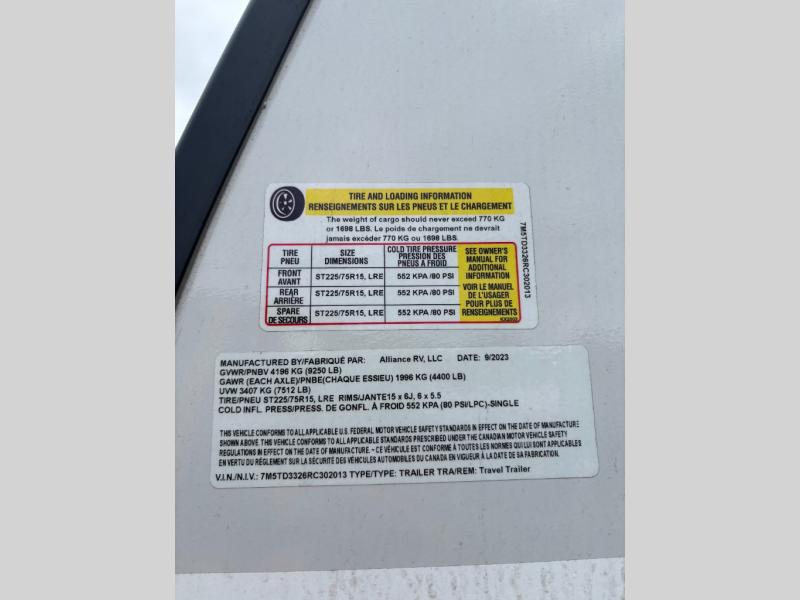 TIRE AND LOADING INFORMATION
RENSEIGNEMENTS SUR LES PNEUS ET LE CHARGEMENT
The weight of cargo should never exceed 770 KG
or 1698 LBS. Le poids de chargement ne devrait
jamais excéder 770 KG ou 1698 LBS.
TIRE PNEU SIZE DIMENSIONS COLD TIRE PRESSURE PRESSION DES PNEUS À FROID
FRONT AVANT ST225/75R15, LRE 552 KPA /80 PSI
REAR ARRIÈRE ST225/75R15, LRE 552 KPA /80 PSI
SPARE DE SECOURS ST225/75R15, LRE 552 KPA /80 PSI
SEE OWNER'S
MANUAL FOR
ADDITIONAL
INFORMATION
VOIR LE MANUEL
DE L'USAGER
POUR PLUS DE
RENSEIGNEMENTS
7M5TD3326RC302013
MANUFACTURED BY/FABRIQUÉ PAR: Alliance RV, LLC DATE: 9/2023
GVWR/PNBV 4196 KG (9250 LB)
GAWR (EACH AXLE)/PNBE(CHAQUE ESSIEU) 1996 KG (4400 LB)
UVW 3407 KG (7512 LB)
TIRE/PNEU ST225/75R15, LRE RIMS/JANTE15 x 6J, 6 x 5.5
COLD INFL. PRESS/PRESS. DE GONFL. À FROID 552 KPA (80 PSI/LPC)-SINGLE
THIS VEHICLE CONFORMS TO ALL APPLICABLE U.S. FEDERAL MOTOR VEHICLE SAFETY STANDARDS IN EFFECT ON THE DATE OF MANUFACTURE
SHOWN ABOVE. THIS VEHICLE CONFORMS TO ALL APPLICABLE STANDARDS PRESCRIBED UNDER THE CANADIAN MOTOR VEHICLE SAFETY
REGULATIONS IN EFFECT ON THE DATE OF MANUFACTURE. ~ CE VÉHICULE EST CONFORME À TOUTES LES NORMES QUI LUI SONT APPLICABLES
EN VERTU DU RÉGLEMENT SUR LA SÉCURITÉ DES VÉHICULES AUTOMOBILES DU CANADA EN VIGUEUR À LA DATE DE SA FABRICATION.
V.I.N./N.I.V.: 7M5TD3326RC302013 TYPE/TYPE: TRAILER TRA/REM: Travel Trailer